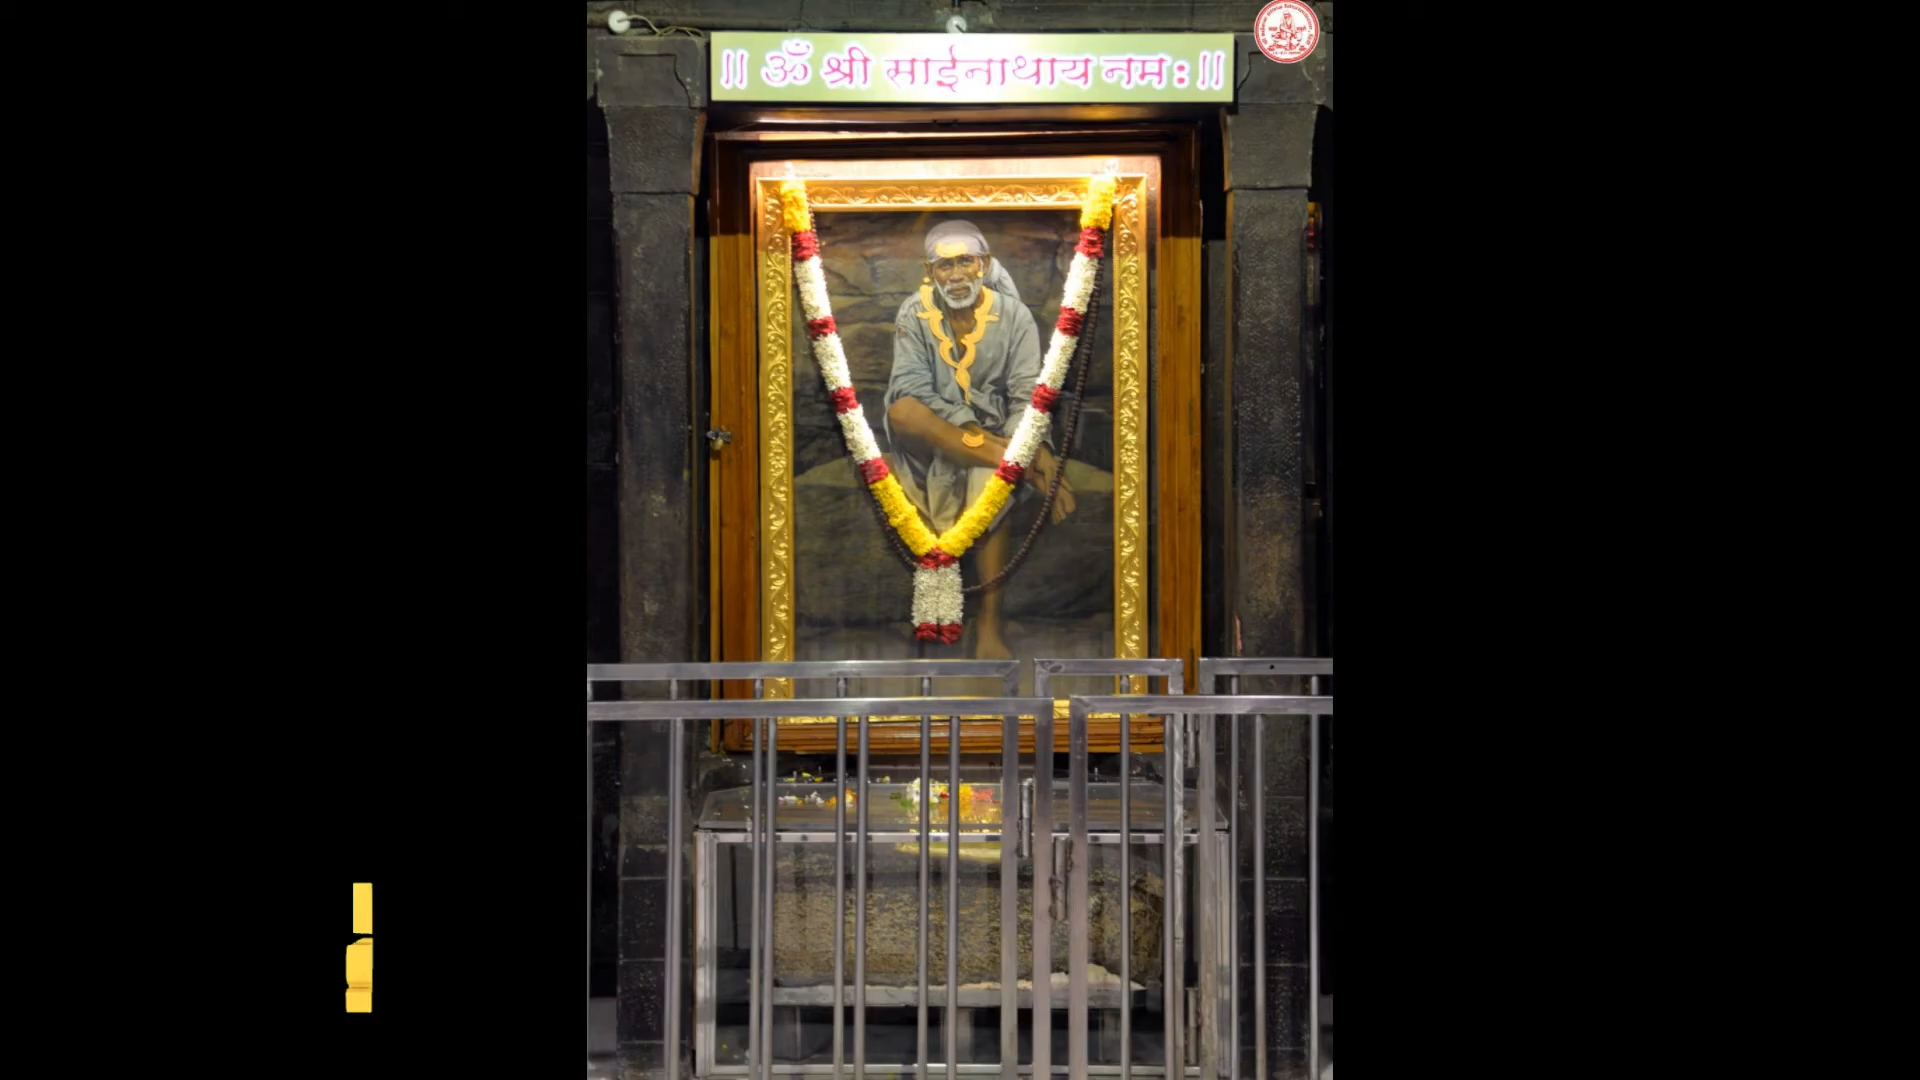 ॥ ॐ श्री साईनाथाय नमः ॥